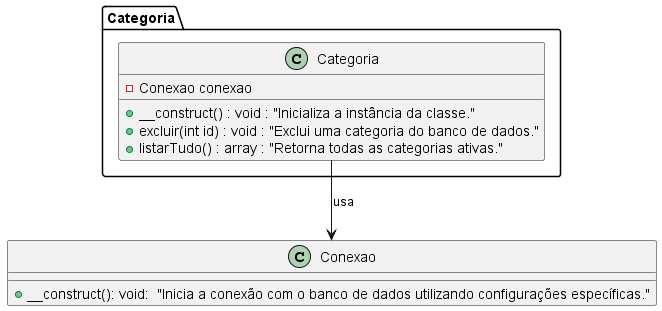 Categoria
C Categoria
Conexao conexao
__construct() : void : "Inicializa a instância da classe."
excluir(int id) : void : "Exclui uma categoria do banco de dados."
listarTudo() : array : "Retorna todas as categorias ativas."
usa
C Conexao
__construct(): void:  "Inicia a conexão com o banco de dados utilizando configurações específicas."